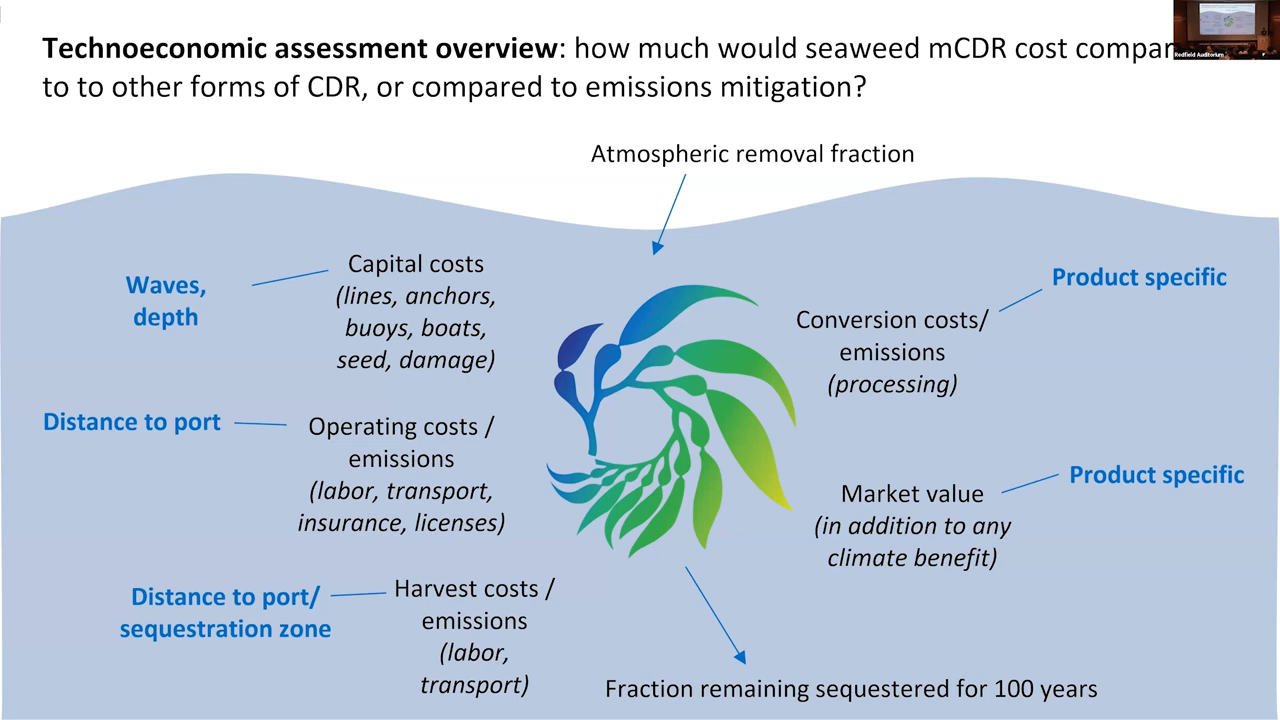 Technoeconomic assessment overview: how much would seaweed mCDR cost compar
to to other forms of CDR, or compared to emissions mitigation?
Redfield Auditorium
Atmospheric removal fraction
Waves,
depth
Capital costs
(lines, anchors,
buoys, boats,
seed, damage)
Product specific
Conversion costs/
emissions
(processing)
Distance to port
Operating costs /
emissions
(labor, transport,
insurance, licenses)
Product specific
Market value
(in addition to any
climate benefit)
Distance to port/
sequestration zone
Harvest costs /
emissions
(labor,
transport)
Fraction remaining sequestered for 100 years